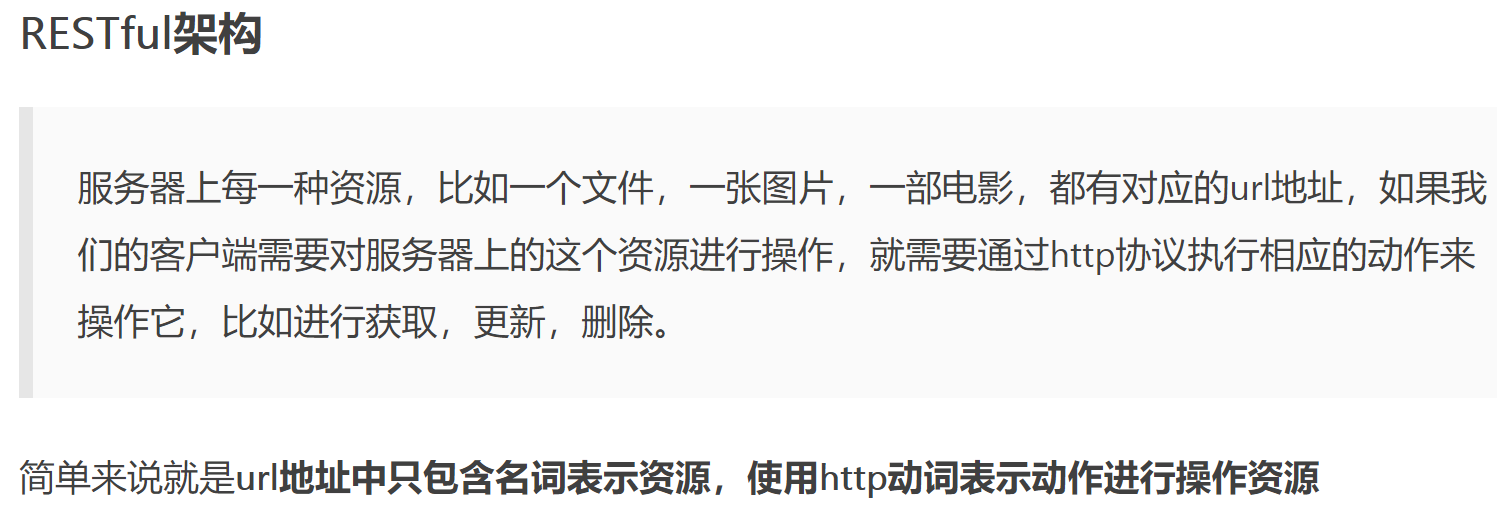 RESTful架构
服务器上每一种资源，比如一个文件，一张图片，一部电影，都有对应的url地址，如果我
们的客户端需要对服务器上的这个资源进行操作，就需要通过http协议执行相应的动作来
操作它，比如进行获取，更新，删除。
简单来说就是url地址中只包含名词表示资源，使用http动词表示动作进行操作资源